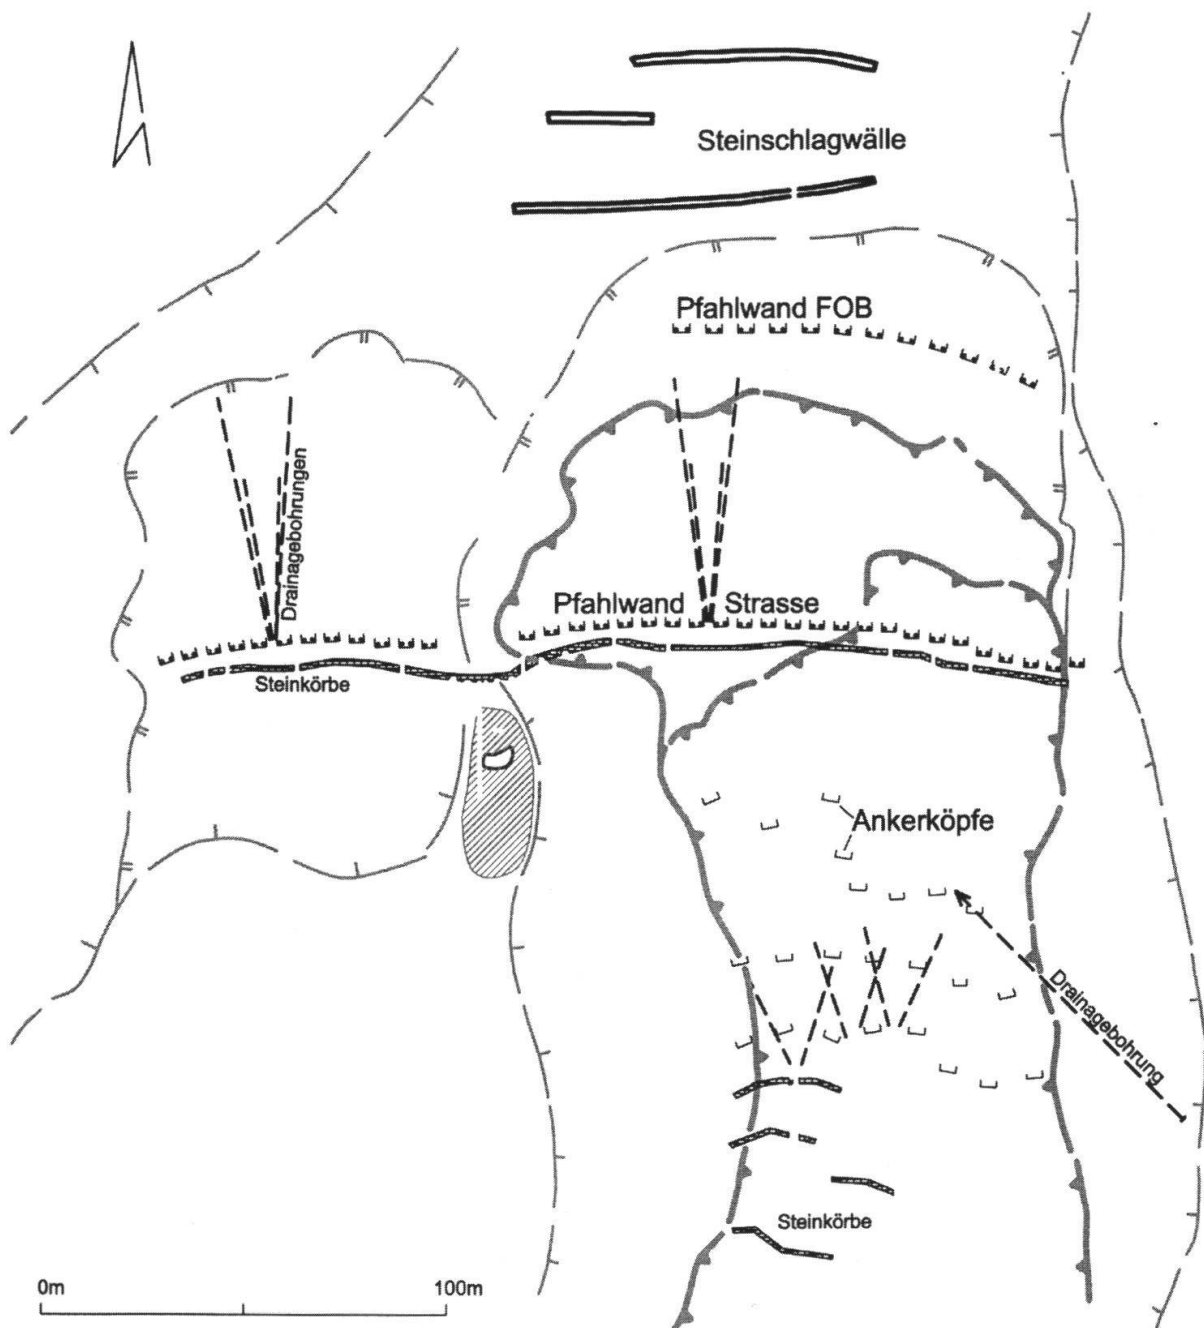 Steinschlagwälle
Pfahlwand FOB
Drainagebohrungen
Pfahlwand Strasse
Steinkörbe
Ankerköpfe
Drainagebohrung
Steinkörbe
0m 100m